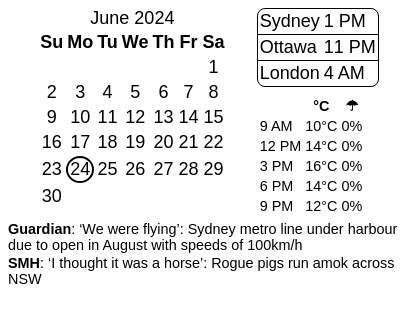 June 2024
Su Mo Tu We Th Fr Sa
1
2 3 4 5 6 7 8
9 10 11 12 13 14 15
16 17 18 19 20 21 22
23 24 25 26 27 28 29
30
Sydney 1 PM
Ottawa 11 PM
London 4 AM
°C ☂
9 AM 10°C 0%
12 PM 14°C 0%
3 PM 16°C 0%
6 PM 14°C 0%
9 PM 12°C 0%
Guardian: ‘We were flying’: Sydney metro line under harbour
due to open in August with speeds of 100km/h
SMH: ‘I thought it was a horse’: Rogue pigs run amok across
NSW